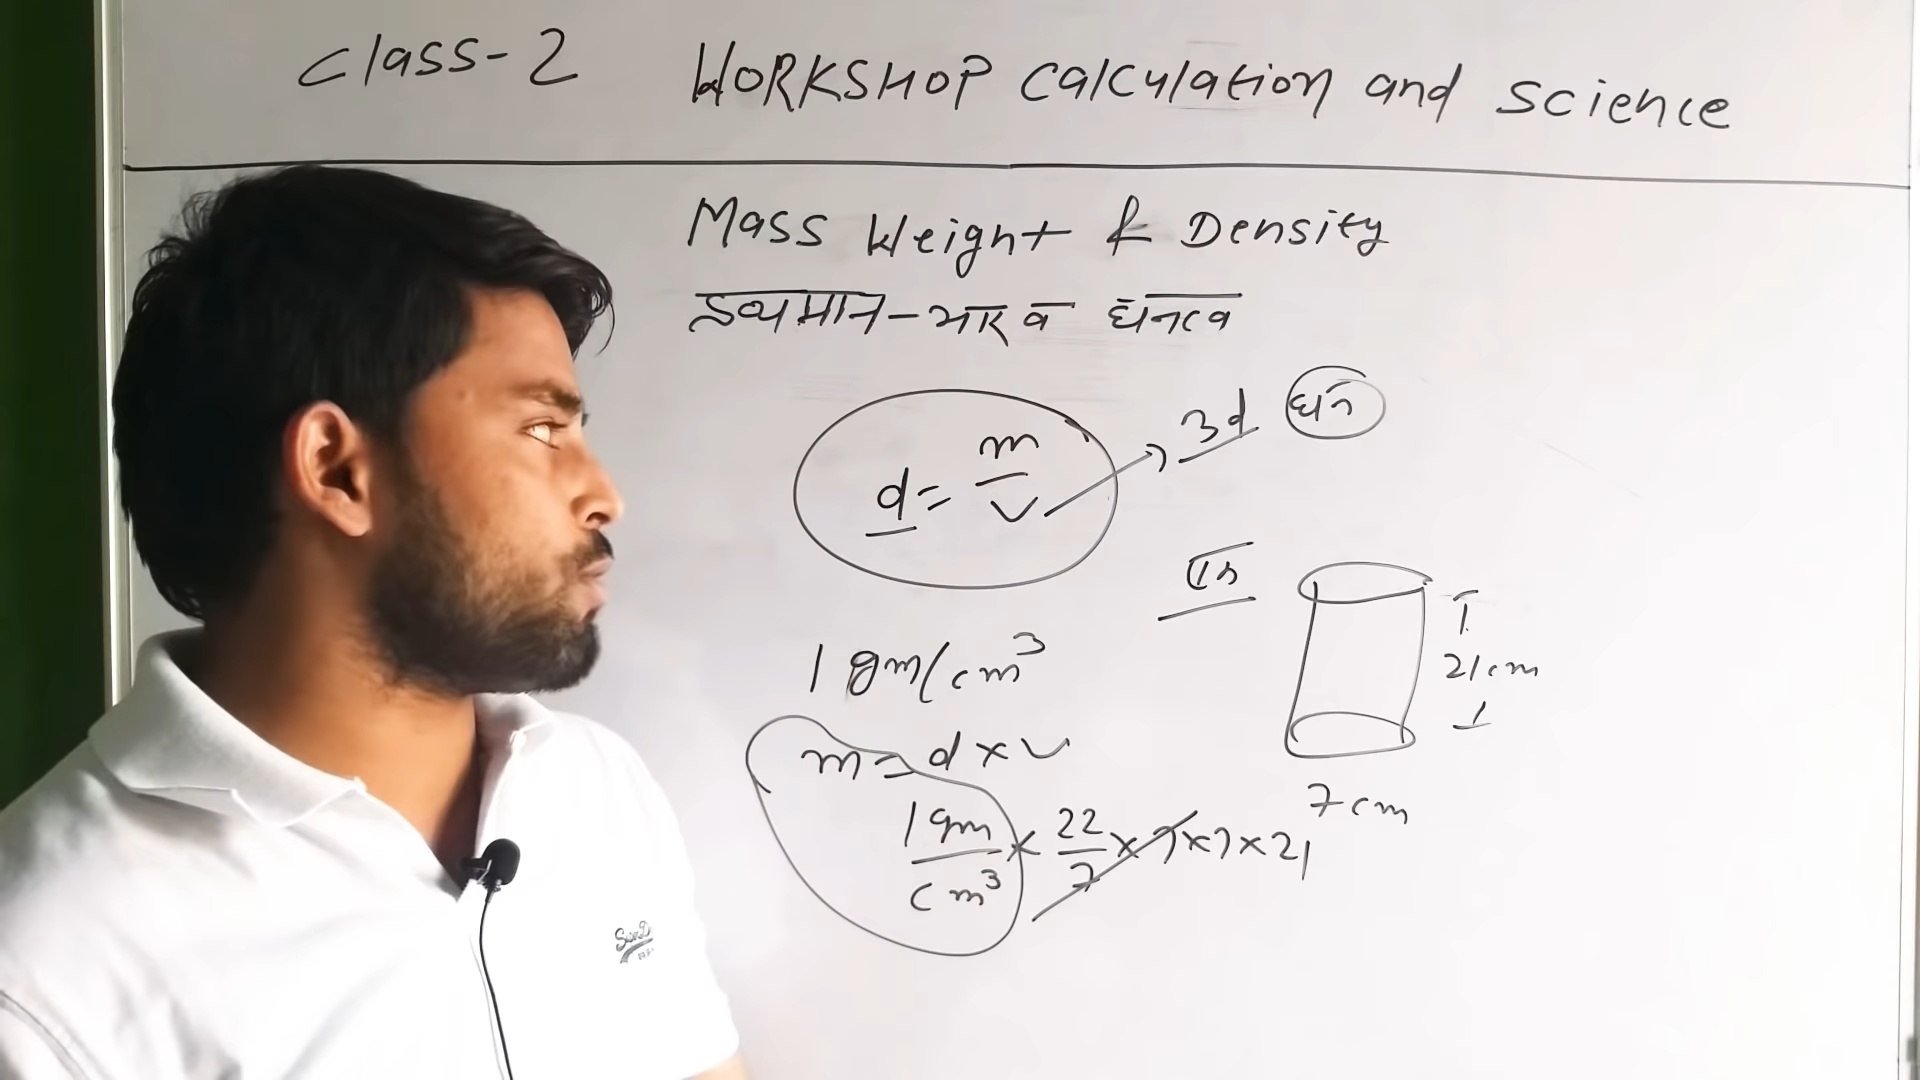 Class-2 WORKSHOP Calculation and Science
Mass Weight & Density
द्रव्यमान-भार व घनत्व
d = m/v → 3d घन
1 gm/cm³
21cm
7cm
m = d × v
1gm/cm³ × 22/7 × 7 × 7 × 21